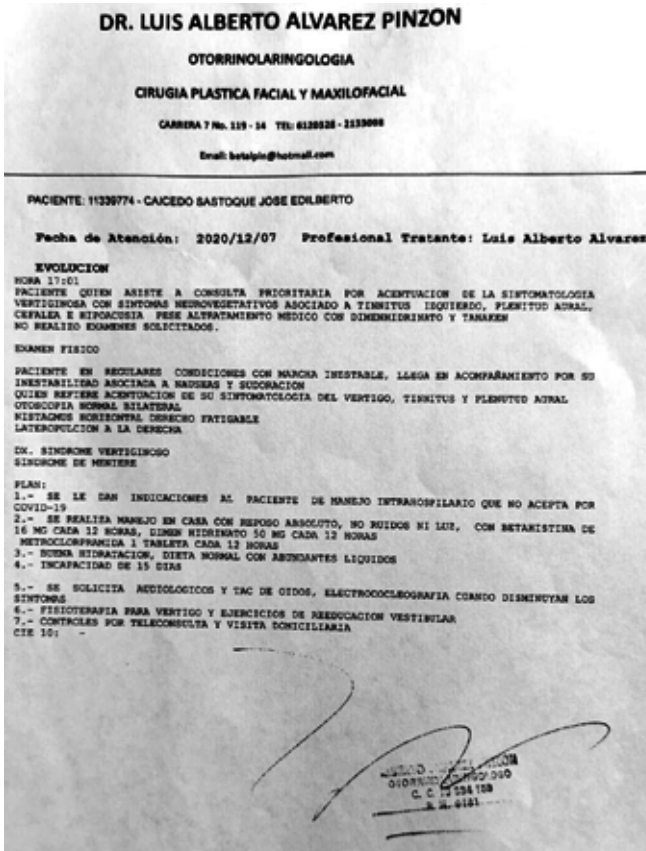 DR. LUIS ALBERTO ALVAREZ PINZON
OTORRINOLARINGOLOGIA
CIRUGIA PLASTICA FACIAL Y MAXILOFACIAL
CARRERA 7 No. 119 - 14 TEL: 6120328 - 2133008
Email: betalpin@hotmail.com
PACIENTE: 11339774 - CAICEDO SASTOQUE JOSE EDILBERTO
Fecha de Atención: 2020/12/07 Profesional Tratante: Luis Alberto Alvarez
EVOLUCION
HORA 17:01
PACIENTE QUIEN ASISTE A CONSULTA PRIORITARIA POR ACENTUACION DE LA SINTOMATOLOGIA
VERTIGINOSA CON SINTOMAS NEUROVEGETATIVOS ASOCIADO A TINNITUS IZQUIERDO, PLENITUD AURAL,
CEFALEA E HIPOACUSIA PESE ALTRATAMIENTO MEDICO CON DIMENHIDRINATO Y TANAKEN
NO REALIZO EXAMENES SOLICITADOS.
EXAMEN FISICO
PACIENTE EN REGULARES CONDICIONES CON MARCHA INESTABLE, LLEGA EN ACOMPAÑAMIENTO POR SU
INESTABILIDAD ASOCIADA A NAUSEAS Y SUDORACION
QUIEN REFIERE ACENTUACION DE SU SINTOMATOLOGIA DEL VERTIGO, TINNITUS Y PLENUTUD AURAL
OTOSCOPIA NORMAL BILATERAL
NISTAGMUS HORIZONTAL DERECHO FATIGABLE
LATEROPULCION A LA DERECHA
DX. SINDROME VERTIGINOSO
SINDROME DE MENIERE
PLAN:
1.- SE LE DAN INDICACIONES AL PACIENTE DE MANEJO INTRAHOSPILARIO QUE NO ACEPTA POR
COVID-19
2.- SE REALIZA MANEJO EN CASA CON REPOSO ABSOLUTO, NO RUIDOS NI LUZ, CON BETAHISTINA DE
16 MG CADA 12 HORAS, DIMEN HIDRINATO 50 MG CADA 12 HORAS
METROCLORPRAMIDA 1 TABLETA CADA 12 HORAS
3.- BUENA HIDRATACION, DIETA NORMAL CON ABUNDANTES LIQUIDOS
4.- INCAPACIDAD DE 15 DIAS
5.- SE SOLICITA AUDIOLOGICOS Y TAC DE OIDOS, ELECTROCOCLEOGRAFIA CUANDO DISMINUYAN LOS
SINTOMAS
6.- FISIOTERAPIA PARA VERTIGO Y EJERCICIOS DE REEDUCACION VESTIBULAR
7.- CONTROLES POR TELECONSULTA Y VISITA DOMICILIARIA
CIE 10: -
C. C.
R. M. 6181